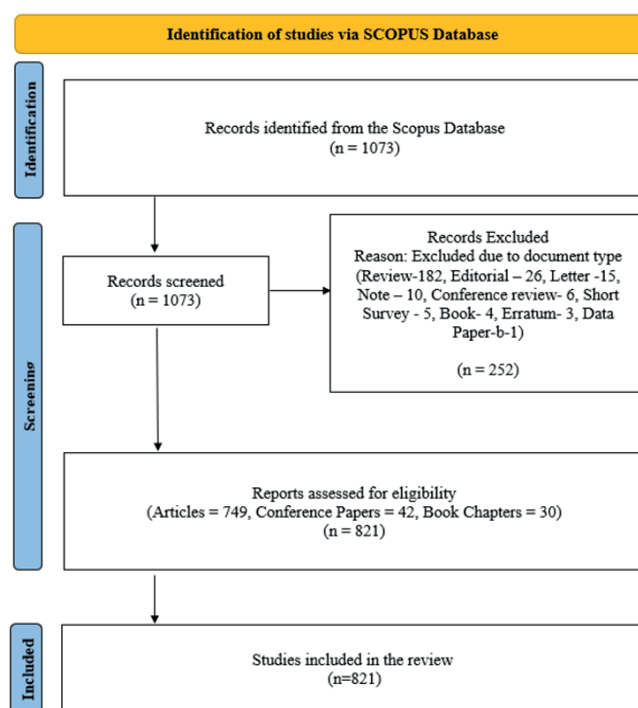 Identification of studies via SCOPUS Database
Identification
Records identified from the Scopus Database
(n = 1073)
Screening
Records screened
(n = 1073)
Records Excluded
Reason: Excluded due to document type
(Review-182, Editorial – 26, Letter -15,
Note – 10, Conference review- 6, Short
Survey - 5, Book- 4, Erratum- 3, Data
Paper-b-1)
(n = 252)
Reports assessed for eligibility
(Articles = 749, Conference Papers = 42, Book Chapters = 30)
(n = 821)
Included
Studies included in the review
(n=821)